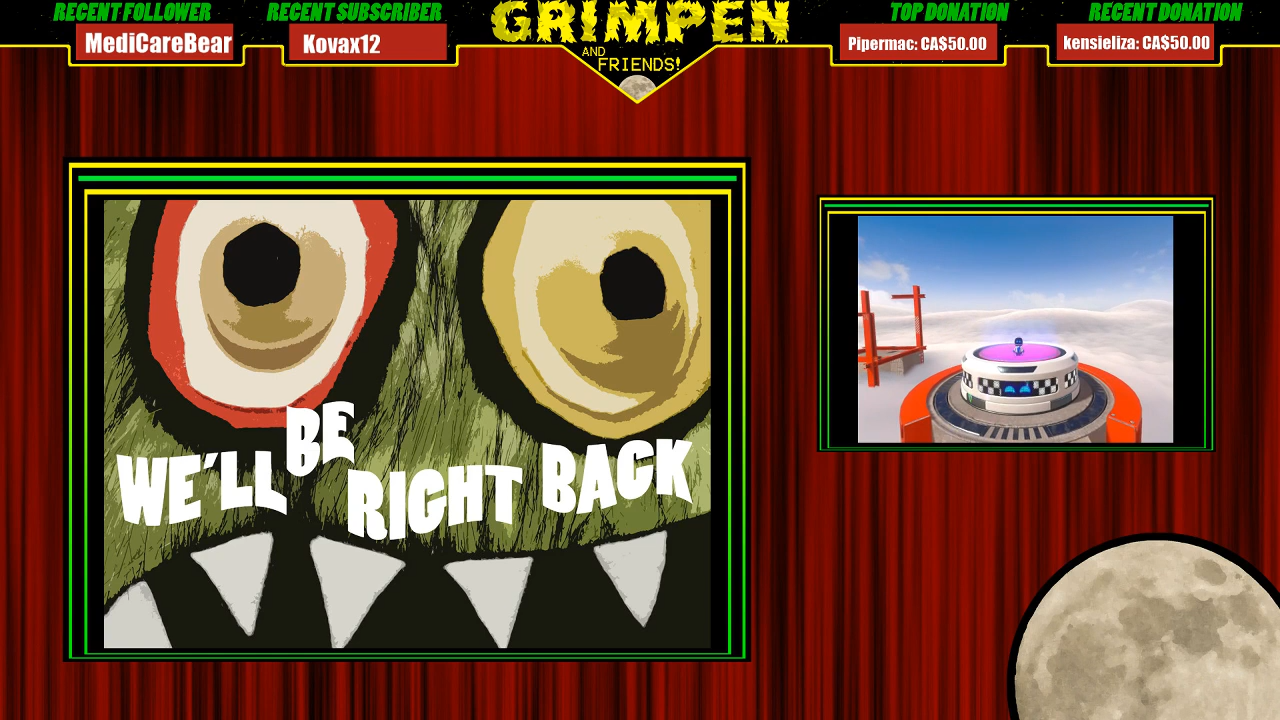 RECENT FOLLOWER
MediCareBear
RECENT SUBSCRIBER
Kovax12
GRIMPEN
AND
FRIENDS!
TOP DONATION
Pipermac: CA$50.00
RECENT DONATION
kensieliza: CA$50.00
WE'LL BE RIGHT BACK